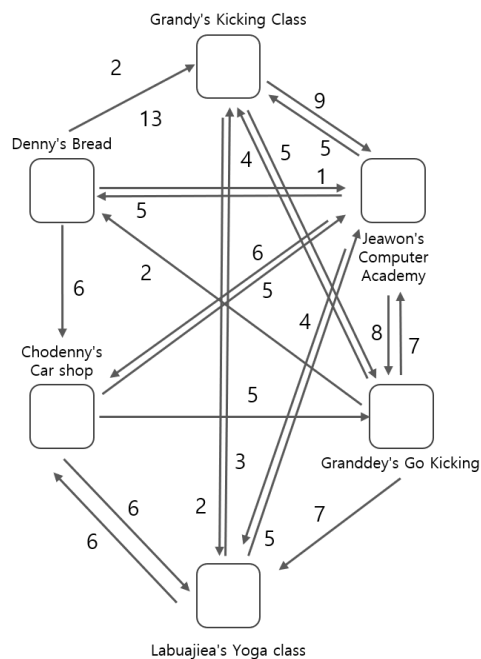 Grandy's Kicking Class
2
9
13
5
Denny's Bread
4
5
1
5
Jeawon's
Computer
Academy
6
2
5
6
4
8
7
Chodenny's
Car shop
5
Granddey's Go Kicking
3
2
6
7
6
5
Labuajiea's Yoga class